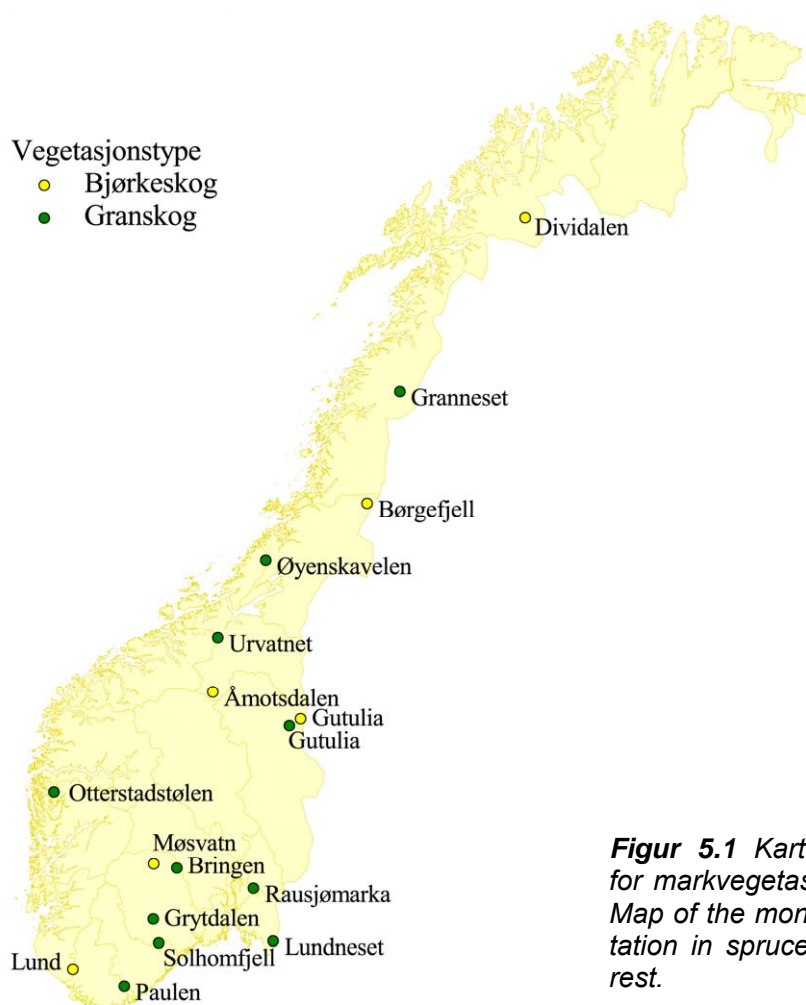 Vegetasjonstype
Bjørkeskog
Granskog
Dividalen
Granneset
Børgefjell
Øyenskavelen
Urvatnet
Åmotsdalen
Gutulia
Gutulia
Otterstadstølen
Møsvatn
Bringen
Rausjømarka
Grytdalen
Solhomfjell
Lundneset
Lund
Paulen
Figur 5.1 Kart
for markvegetas
Map of the mon
tation in spruce
rest.